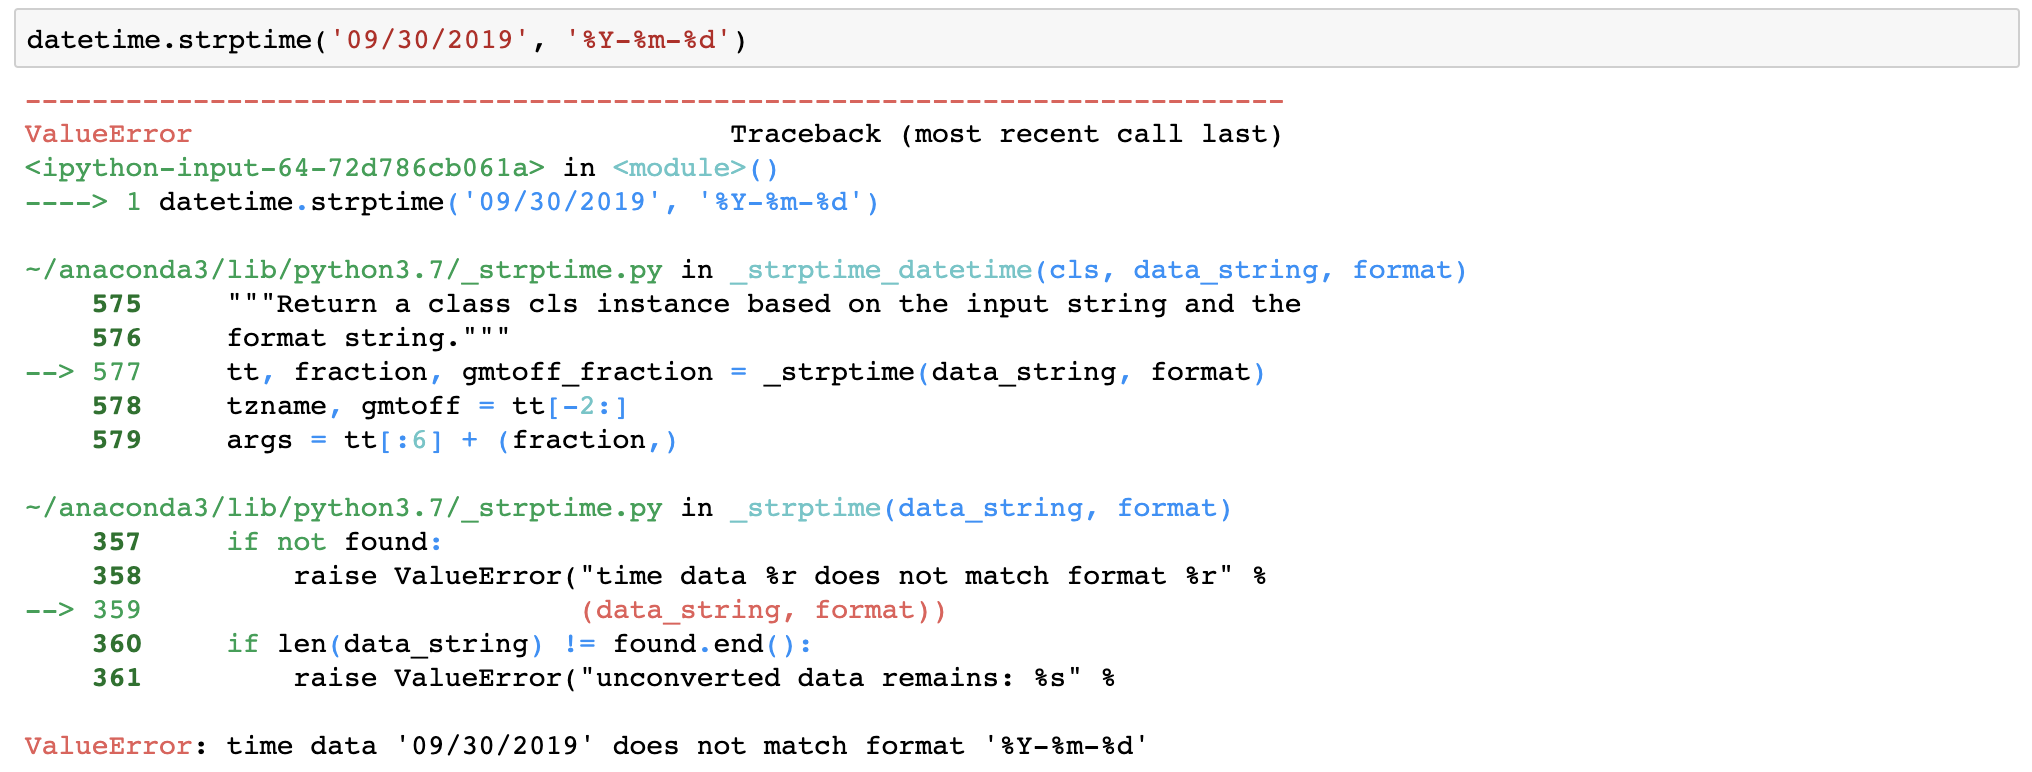 datetime.strptime('09/30/2019', '%Y-%m-%d')
---------------------------------------------------------------------------
ValueError                                Traceback (most recent call last)
<ipython-input-64-72d786cb061a> in <module>()
----> 1 datetime.strptime('09/30/2019', '%Y-%m-%d')
~/anaconda3/lib/python3.7/_strptime.py in _strptime_datetime(cls, data_string, format)
    575     """Return a class cls instance based on the input string and the
    576     format string."""
--> 577     tt, fraction, gmtoff_fraction = _strptime(data_string, format)
    578     tzname, gmtoff = tt[-2:]
    579     args = tt[:6] + (fraction,)
~/anaconda3/lib/python3.7/_strptime.py in _strptime(data_string, format)
    357     if not found:
    358         raise ValueError("time data %r does not match format %r" %
--> 359                          (data_string, format))
    360     if len(data_string) != found.end():
    361         raise ValueError("unconverted data remains: %s" %
ValueError: time data '09/30/2019' does not match format '%Y-%m-%d'